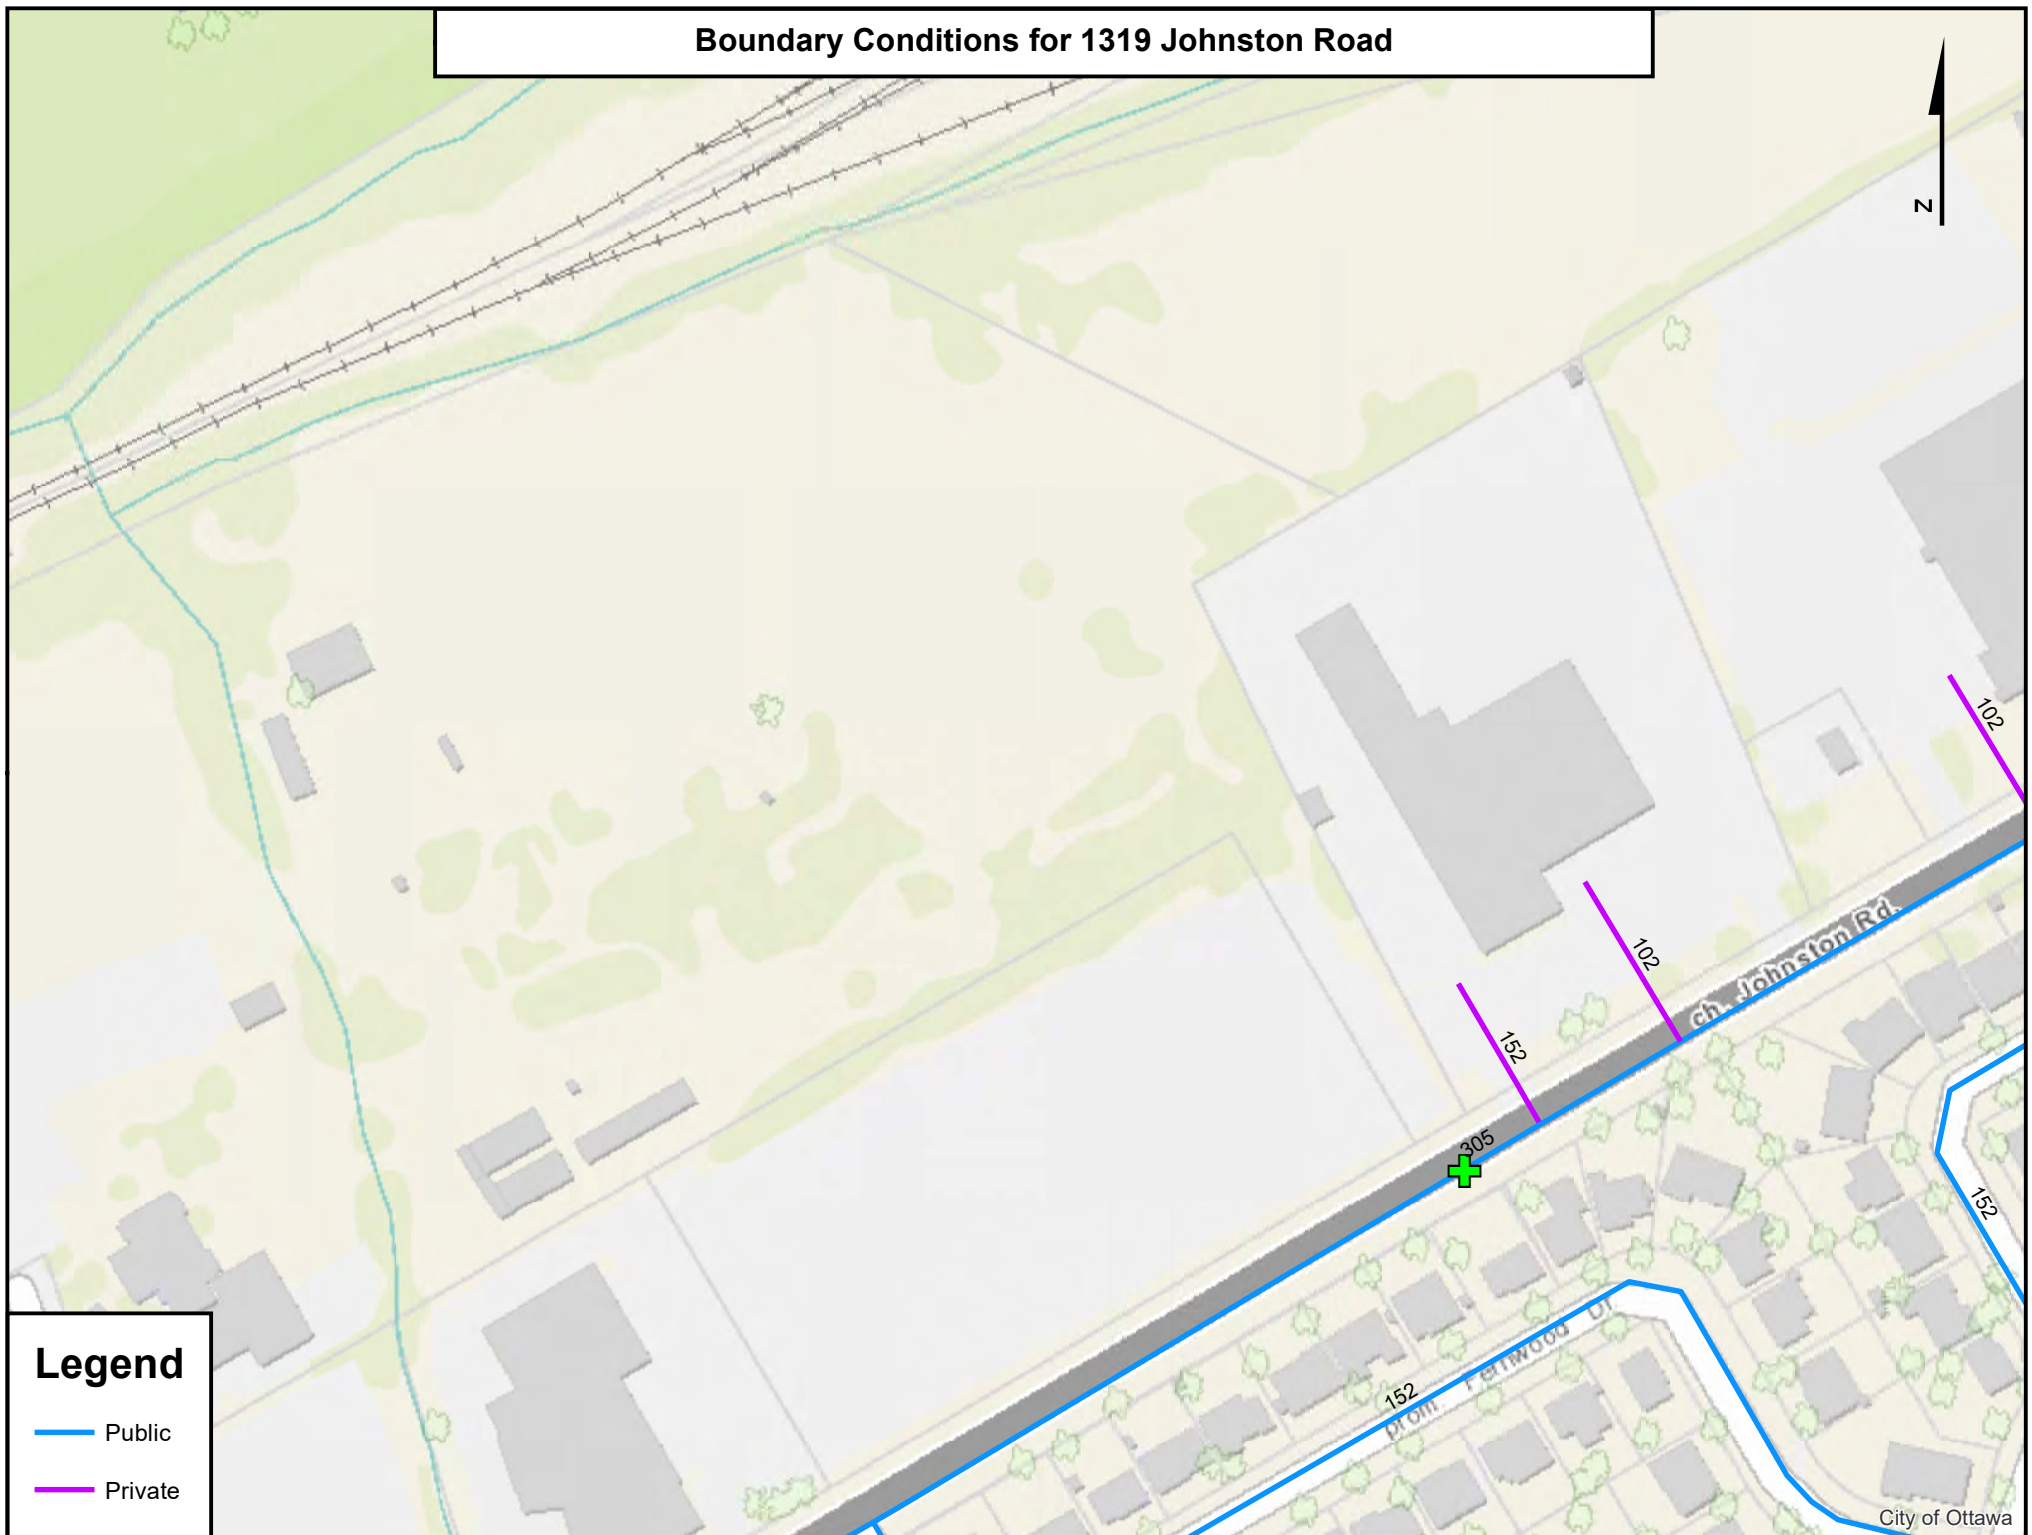 Boundary Conditions for 1319 Johnston Road
N
102
102
ch. Johnston Rd.
152
305
152
152
prom. Fernwood Dr
Legend
Public
Private
City of Ottawa